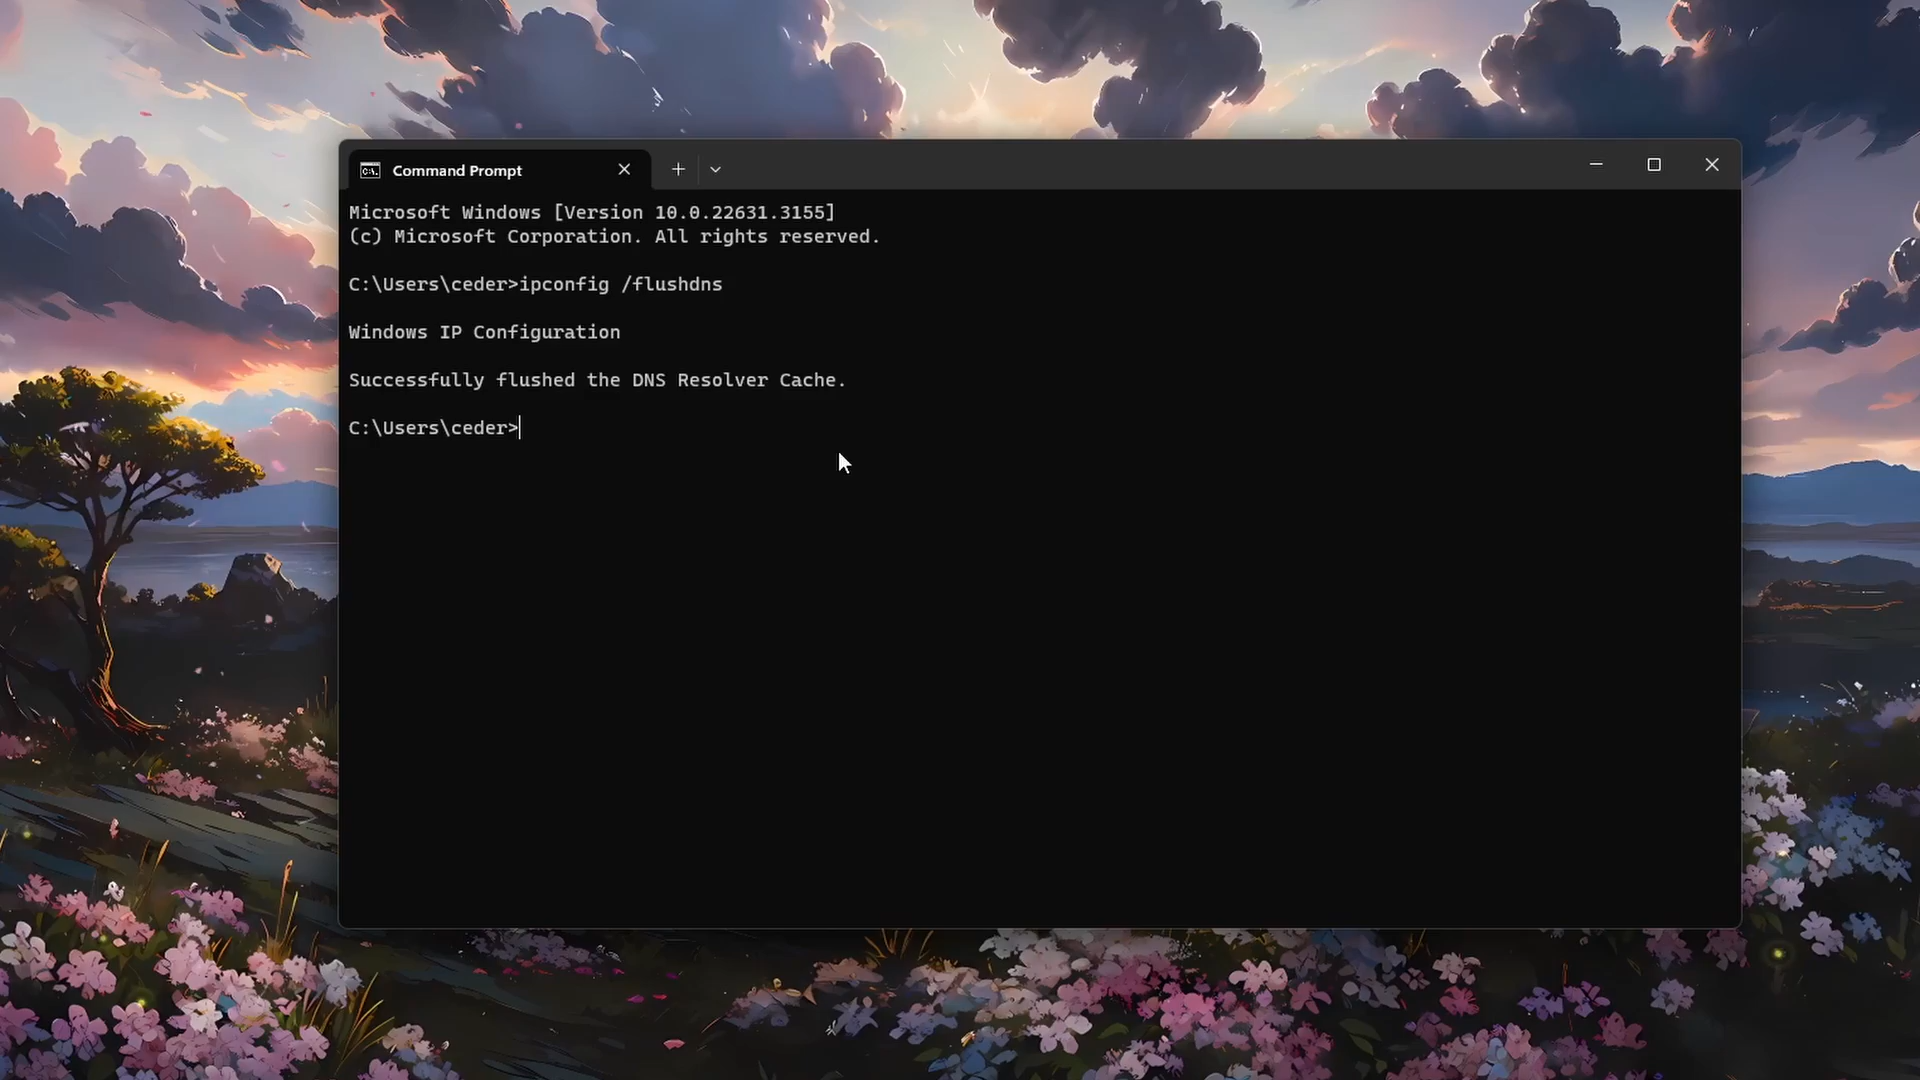 Command Prompt
Microsoft Windows [Version 10.0.22631.3155]
(c) Microsoft Corporation. All rights reserved.
C:\Users\ceder>ipconfig /flushdns
Windows IP Configuration
Successfully flushed the DNS Resolver Cache.
C:\Users\ceder>